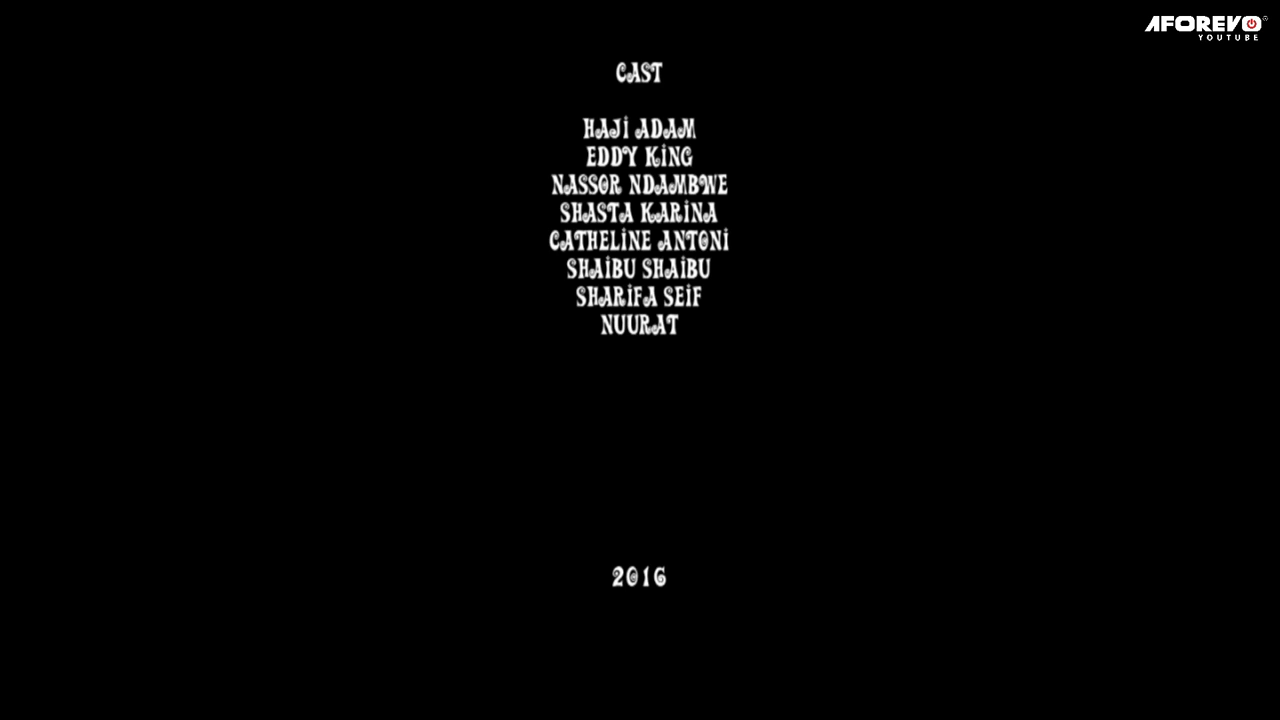 AFOREVO
YOUTUBE
CAST
HAJI ADAM
EDDY KING
NASSOR NDAMBWE
SHASTA KARINA
CATHELINE ANTONI
SHAIBU SHAIBU
SHARIFA SEIF
NUURAT
2016